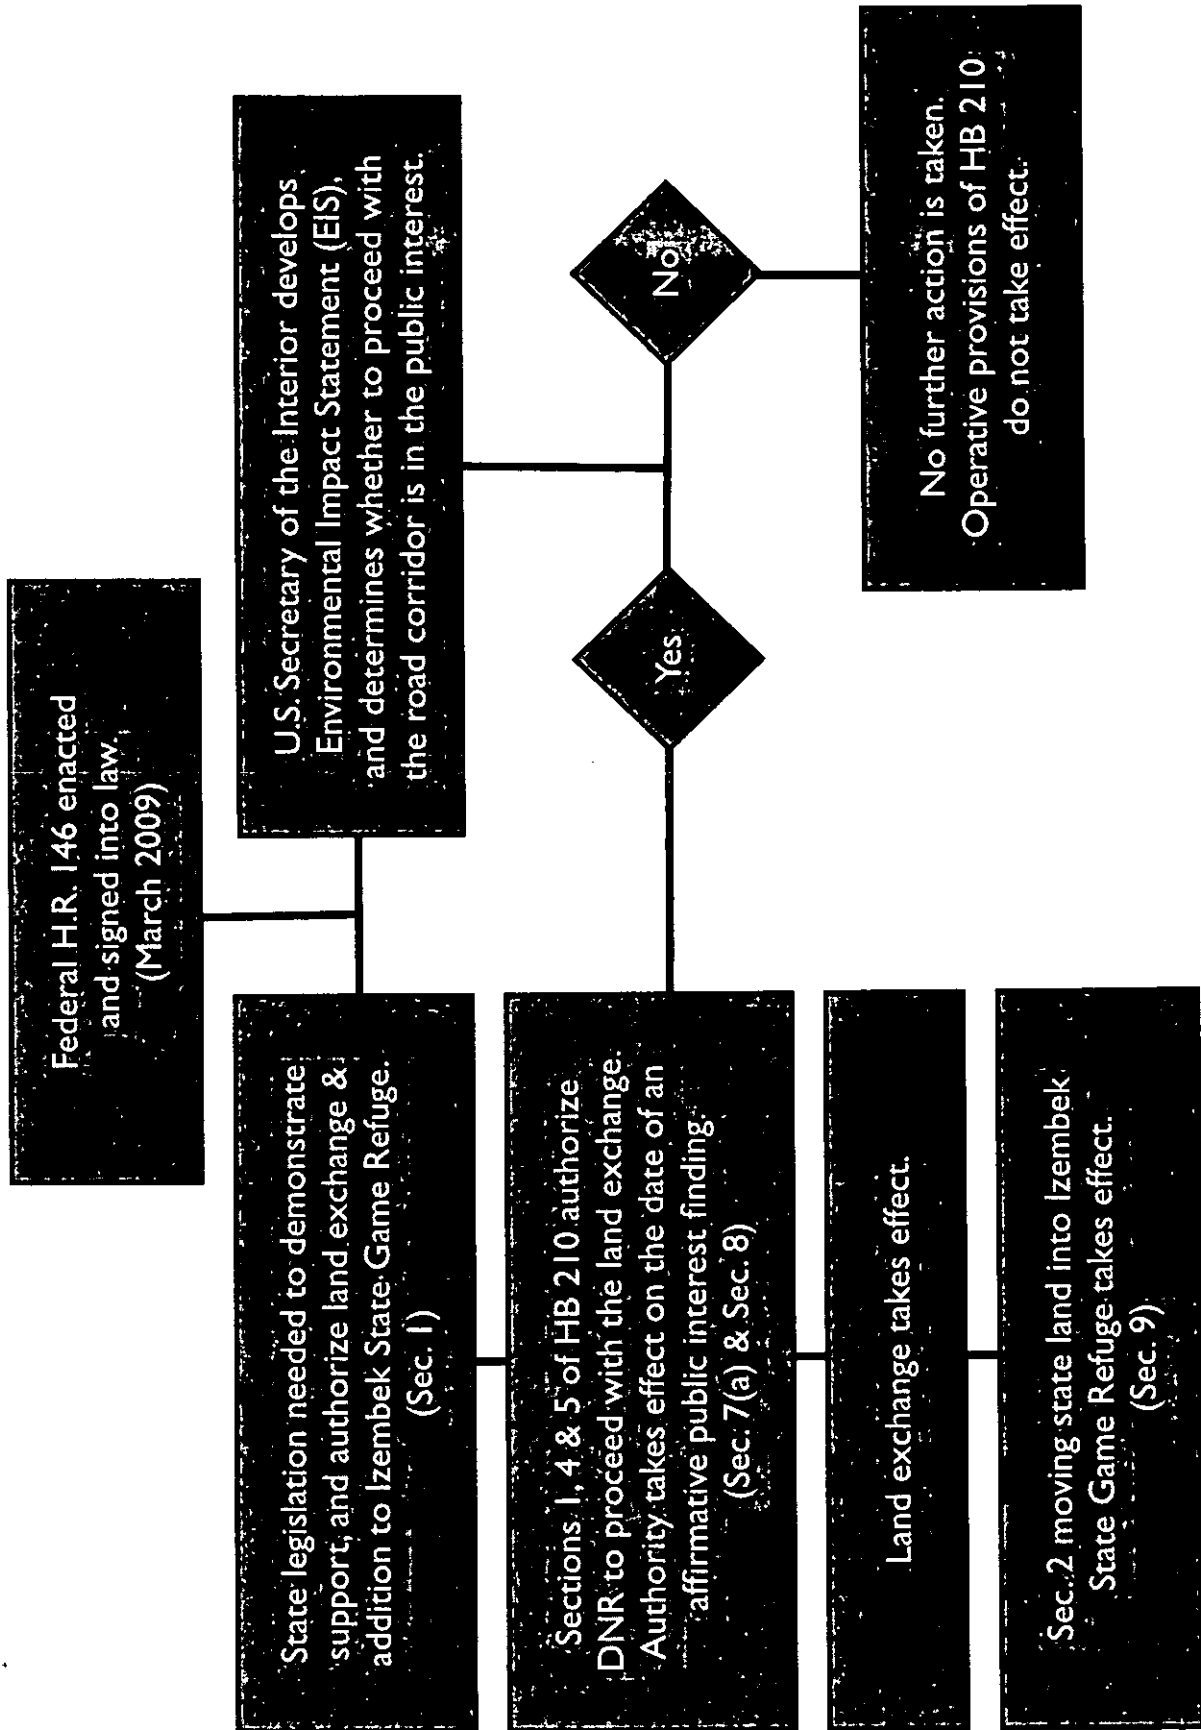 Federal H.R. 146 enacted
and signed into law.
(March 2009)
State legislation needed to demonstrate
support, and authorize land exchange &
addition to Izembek State Game Refuge.
(Sec. 1)
U.S. Secretary of the Interior develops
Environmental Impact Statement (EIS),
and determines whether to proceed with
the road corridor is in the public interest.
Sections 1, 4 & 5 of HB 210 authorize
DNR to proceed with the land exchange.
Authority takes effect on the date of an
affirmative public interest finding.
(Sec. 7(a) & Sec. 8)
Yes
No
Land exchange takes effect.
No further action is taken.
Operative provisions of HB 210
do not take effect.
Sec. 2 moving state land into Izembek
State Game Refuge takes effect.
(Sec. 9)